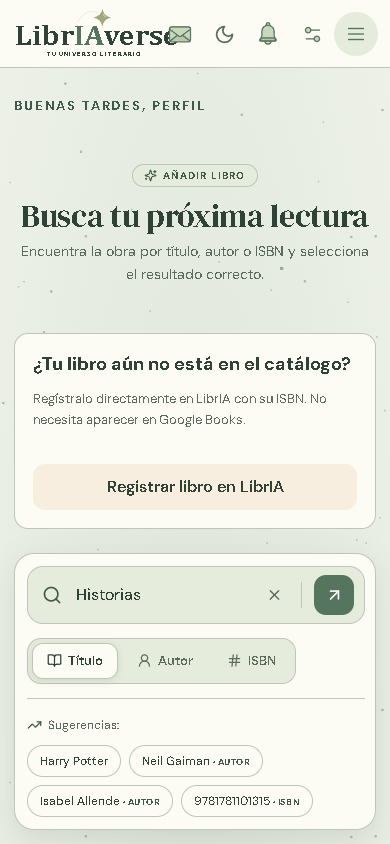 LibrIAverse
TU UNIVERSO LITERARIO
BUENAS TARDES, PERFIL
AÑADIR LIBRO
Busca tu próxima lectura
Encuentra la obra por título, autor o ISBN y selecciona
el resultado correcto.
¿Tu libro aún no está en el catálogo?
Regístralo directamente en LibrIA con su ISBN. No
necesita aparecer en Google Books.
Registrar libro en LibrIA
Historias
Título Autor ISBN
Sugerencias:
Harry Potter Neil Gaiman · AUTOR
Isabel Allende · AUTOR 9781781101315 · ISBN